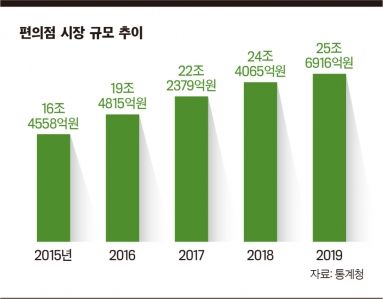 편의점 시장 규모 추이
16조
4558억원
19조
4815억원
22조
2379억원
24조
4065억원
25조
6916억원
2015년
2016
2017
2018
2019
자료: 통계청